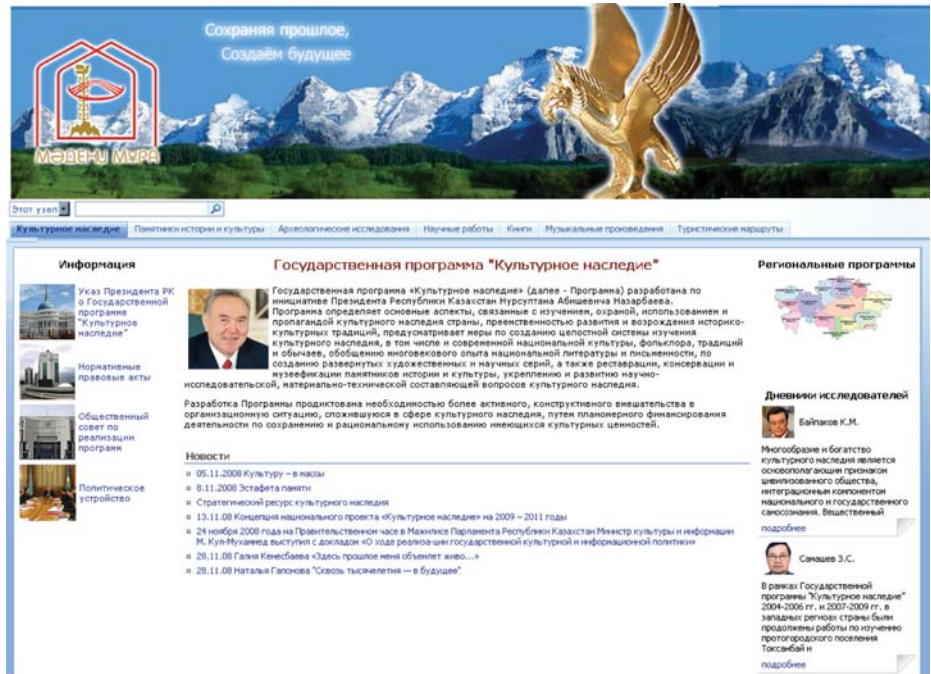 Сохраняя прошлое,
Создаём будущее
МӘДЕНИ МҰРА
Этот узел
Культурное наследие
Памятники истории и культуры
Археологические исследования
Научные работы
Книги
Музыкальные произведения
Туристические маршруты
Информация
Указ Президента РК
о Государственной
программе
"Культурное
наследие"
Нормативные
правовые акты
Общественный
совет по
реализации
программ
Политическое
устройство
Государственная программа "Культурное наследие"
Государственная программа «Культурное наследие» (далее - Программа) разработана по
инициативе Президента Республики Казахстан Нурсултана Абишевича Назарбаева.
Программа определяет основные аспекты, связанные с изучением, охраной, использованием и
пропагандой культурного наследия страны, преемственностью развития и возрождения историко-
культурных традиций, предусматривает меры по созданию целостной системы изучения
культурного наследия, в том числе и современной национальной культуры, фольклора, традиций
и обычаев, обобщению многовекового опыта национальной литературы и письменности, по
созданию развернутых художественных и научных серий, а также реставрации, консервации и
музеефикации памятников истории и культуры, укреплению и развитию научно-
исследовательской, материально-технической составляющей вопросов культурного наследия.
Разработка Программы продиктована необходимостью более активного, конструктивного вмешательства в
организационную ситуацию, сложившуюся в сфере культурного наследия, путем планомерного финансирования
деятельности по сохранению и рациональному использованию имеющихся культурных ценностей.
Новости
05.11.2008 Культуру – в массы
8.11.2008 Эстафета памяти
Стратегический ресурс культурного наследия
13.11.08 Концепция национального проекта «Культурное наследие» на 2009 – 2011 годы
24 ноября 2008 года на Правительственном часе в Мажилисе Парламента Республики Казахстан Министр культуры и информации
М. Кул-Мухаммед выступил с докладом «О ходе реализа-ции государственной культурной и информационной политики»
28.11.08 Галия Кенесбаева «Здесь прошлое меня объемлет живо...»
28.11.08 Наталья Гапонова "Сквозь тысячелетия — в будущее"
Региональные программы
Дневники исследователей
Байпаков К.М.
Многообразие и богатство
культурного наследия является
основополагающим признаком
цивилизованного общества,
интеграционным компонентом
национального и государственного
самосознания. Вещественный
подробнее
Самашев З.С.
В рамках Государственной
программы "Культурное наследие"
2004-2006 гг. и 2007-2009 гг. в
западных регионах страны были
продолжены работы по изучению
протогородского поселения
Токсанбай и
подробнее